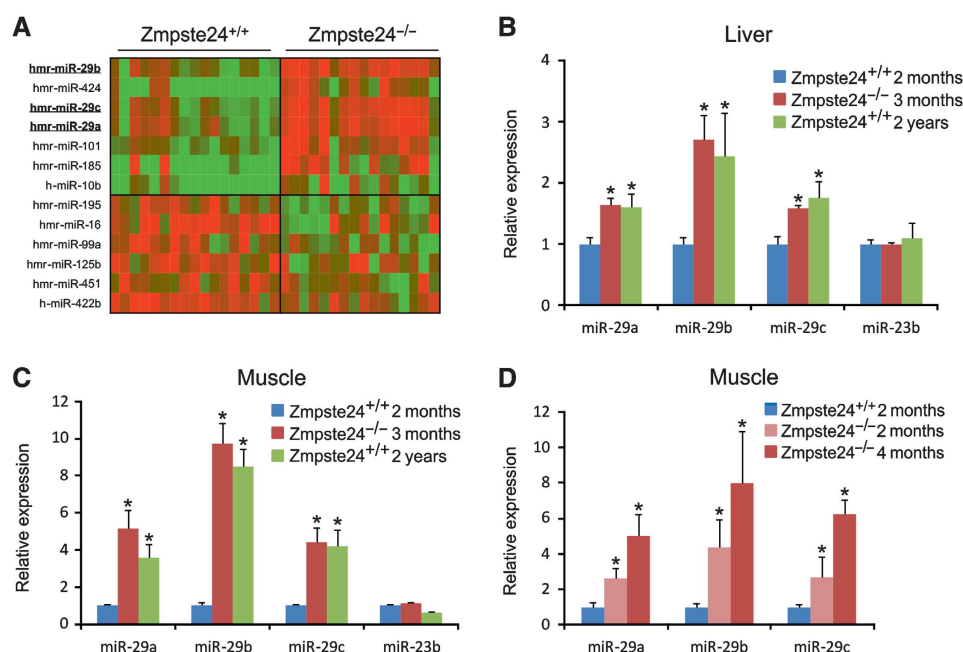 A
Zmpste24+/+ Zmpste24−/−
hmr-miR-29b
hmr-miR-424
hmr-miR-29c
hmr-miR-29a
hmr-miR-101
hmr-miR-185
h-miR-10b
hmr-miR-195
hmr-miR-16
hmr-miR-99a
hmr-miR-125b
hmr-miR-451
h-miR-422b
B
Liver
Zmpste24+/+ 2 months
Zmpste24−/− 3 months
Zmpste24+/+ 2 years
Relative expression
4
3
2
1
0
* * * * * *
miR-29a miR-29b miR-29c miR-23b
C
Muscle
Zmpste24+/+ 2 months
Zmpste24−/− 3 months
Zmpste24+/+ 2 years
Relative expression
12
10
8
6
4
2
0
* * * * * *
miR-29a miR-29b miR-29c miR-23b
D
Muscle
Zmpste24+/+ 2 months
Zmpste24−/− 2 months
Zmpste24−/− 4 months
Relative expression
12
10
8
6
4
2
0
* * * * * *
miR-29a miR-29b miR-29c